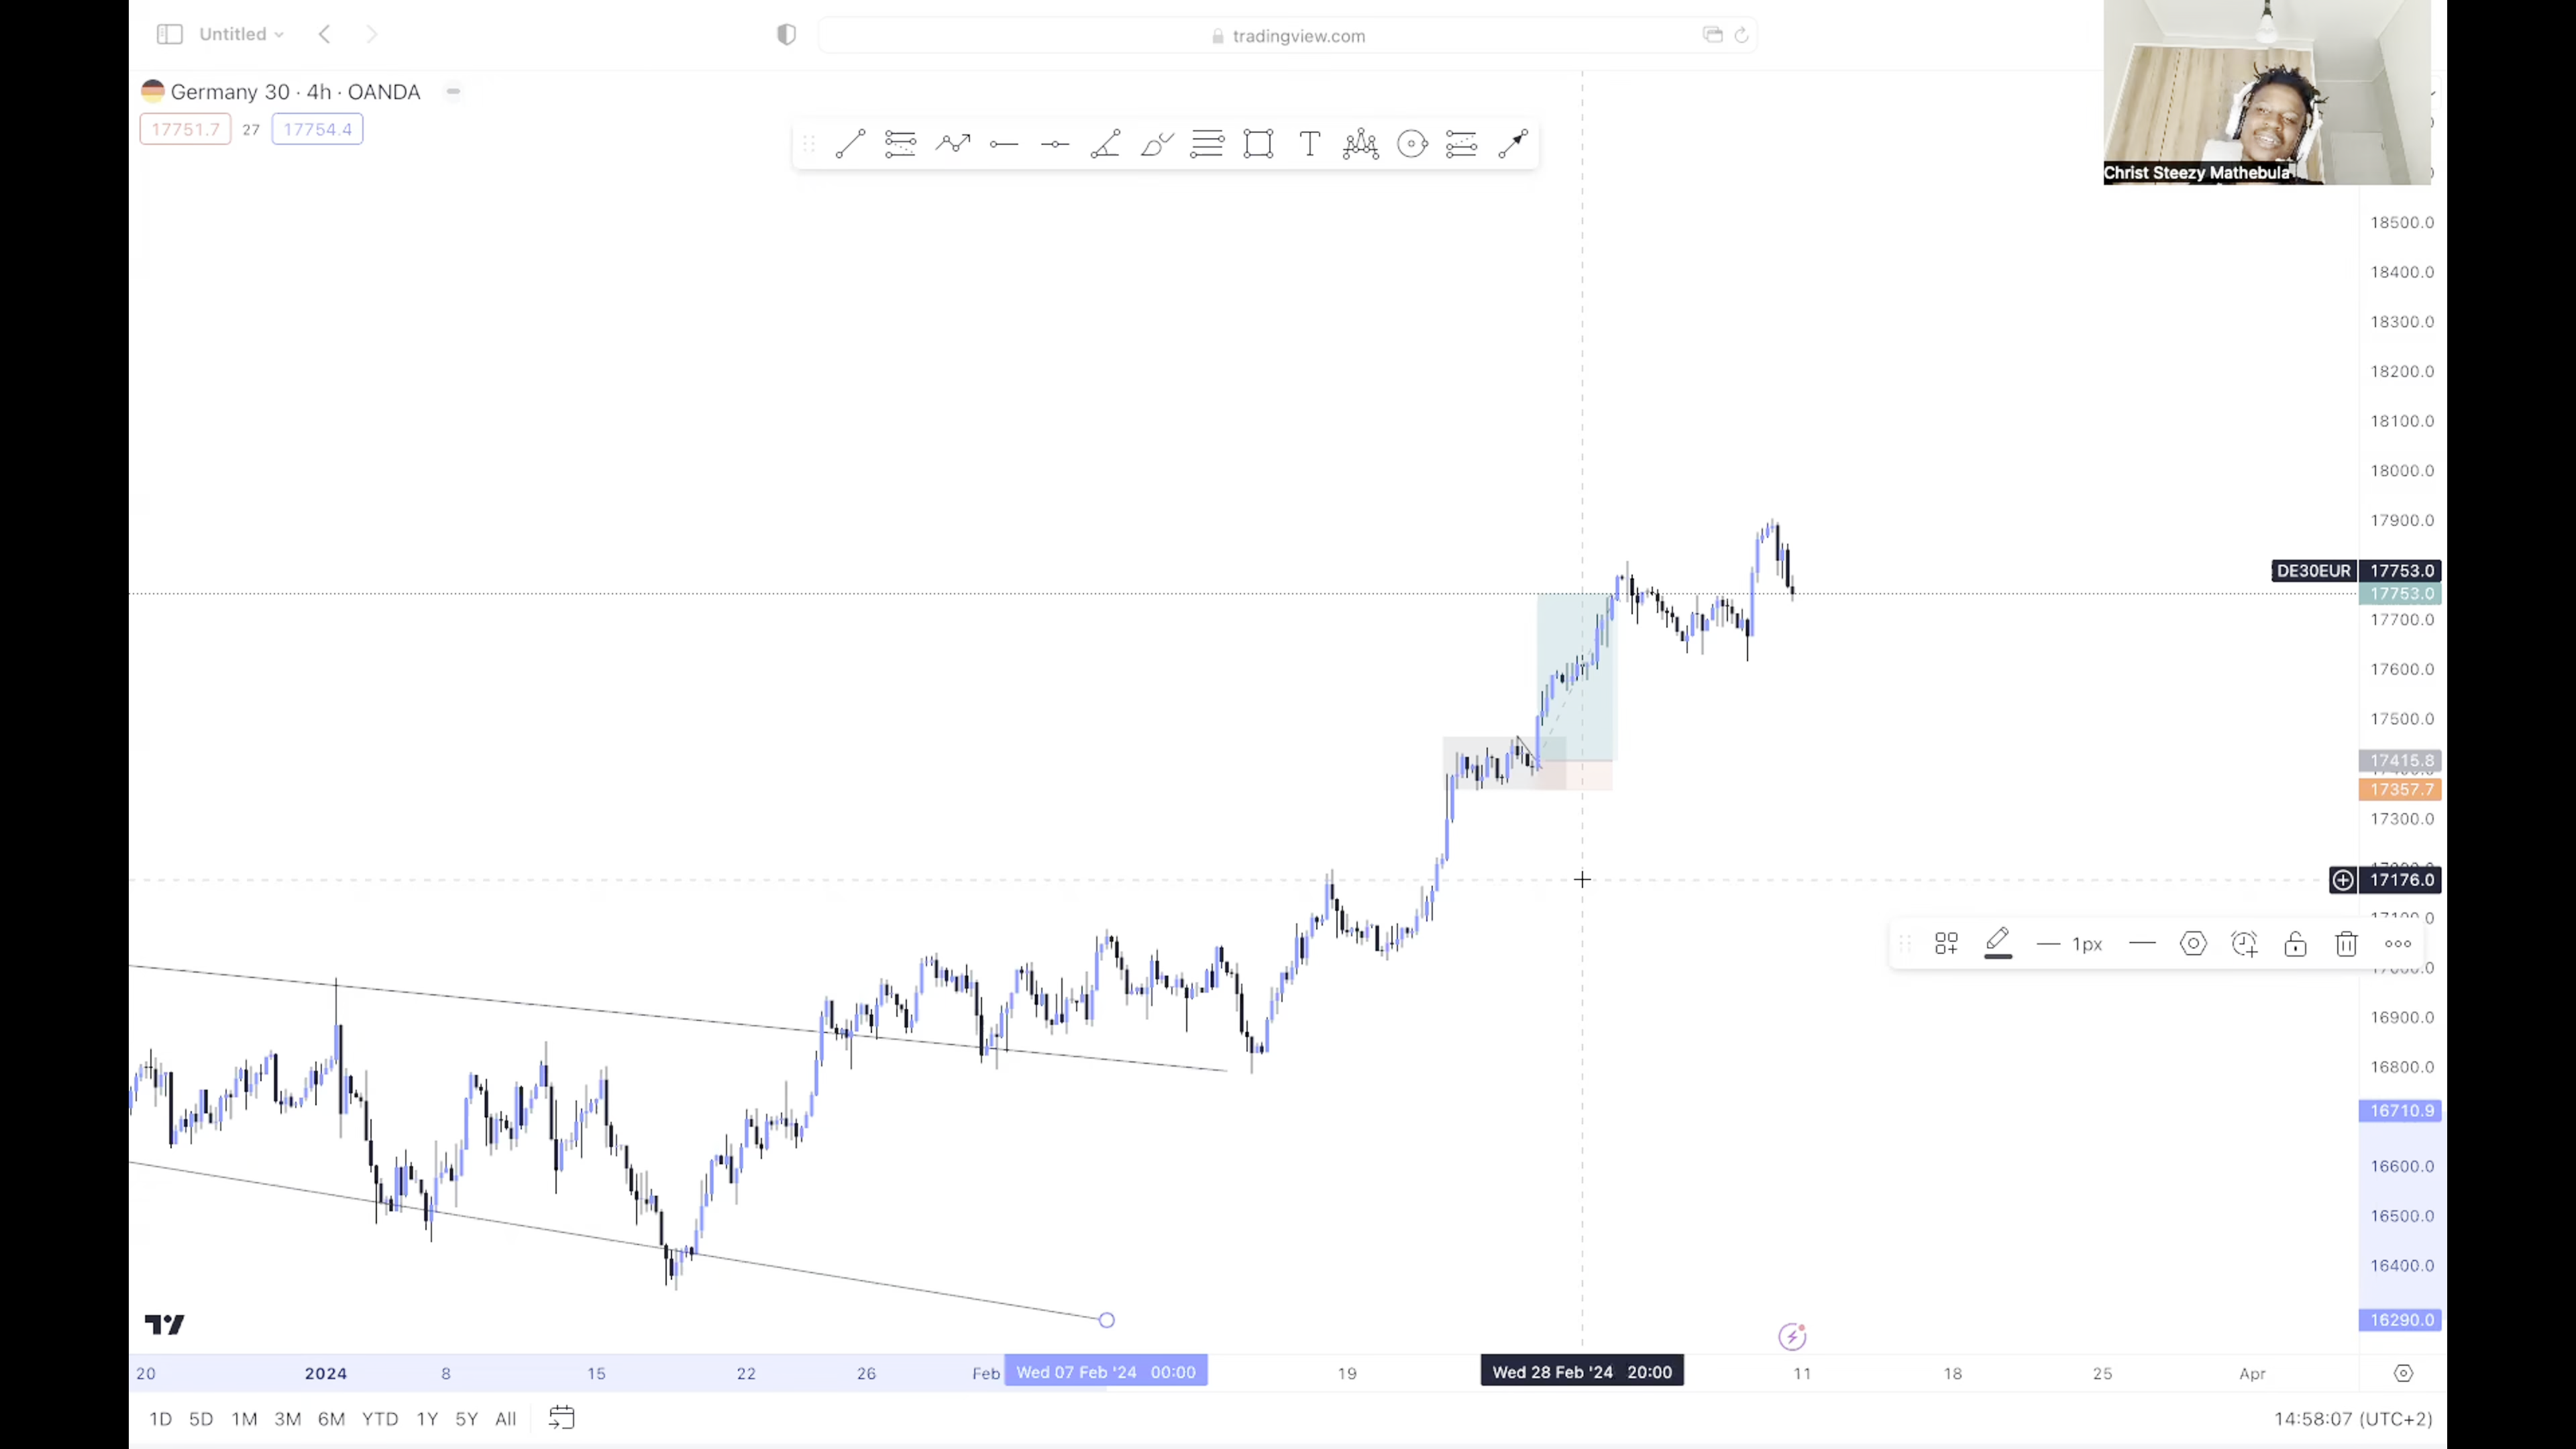 Untitled
tradingview.com
Germany 30 · 4h · OANDA
17751.7 27 17754.4
Christ Steezy Mathebula
18500.0
18400.0
18300.0
18200.0
18100.0
18000.0
17900.0
DE30EUR 17753.0
17753.0
17700.0
17600.0
17500.0
17415.8
17357.7
17300.0
17176.0
1px
16900.0
16800.0
16710.9
16600.0
16500.0
16400.0
16290.0
20 2024 8 15 22 26 Feb Wed 07 Feb '24 00:00 19 Wed 28 Feb '24 20:00 11 18 25 Apr
1D 5D 1M 3M 6M YTD 1Y 5Y All
14:58:07 (UTC+2)